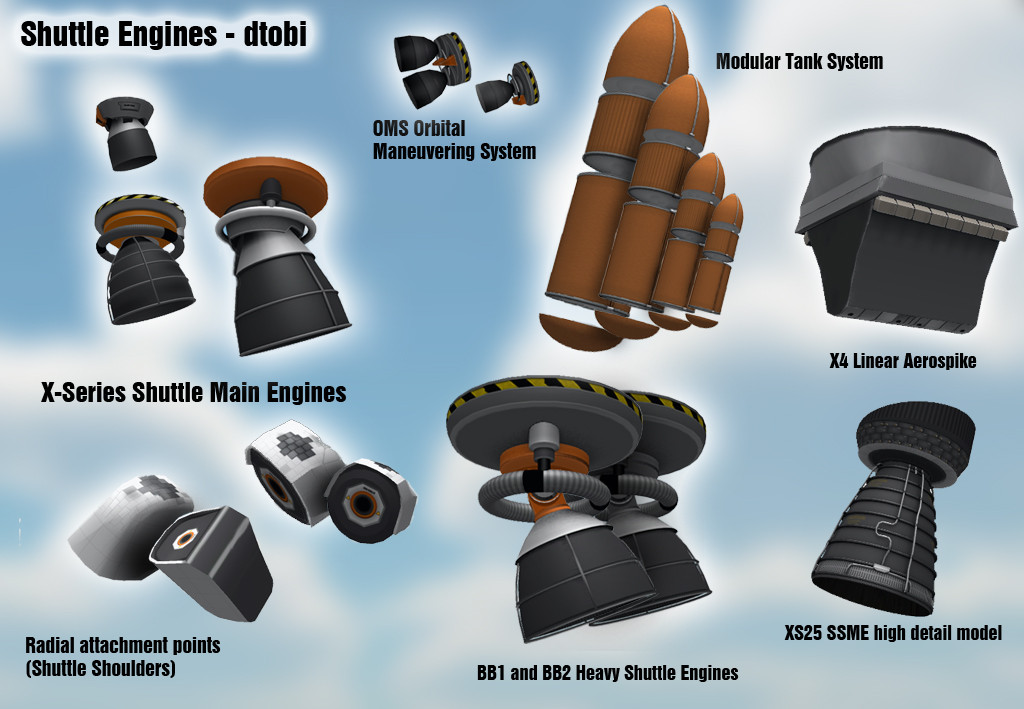 Shuttle Engines - dtobi
Modular Tank System
OMS Orbital
Maneuvering System
X4 Linear Aerospike
X-Series Shuttle Main Engines
Radial attachment points
(Shuttle Shoulders)
BB1 and BB2 Heavy Shuttle Engines
XS25 SSME high detail model